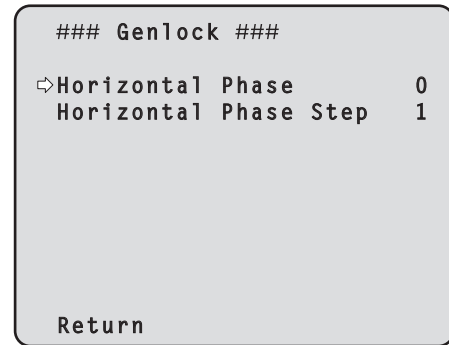 ### Genlock ###
⇨Horizontal Phase 0
Horizontal Phase Step 1
Return